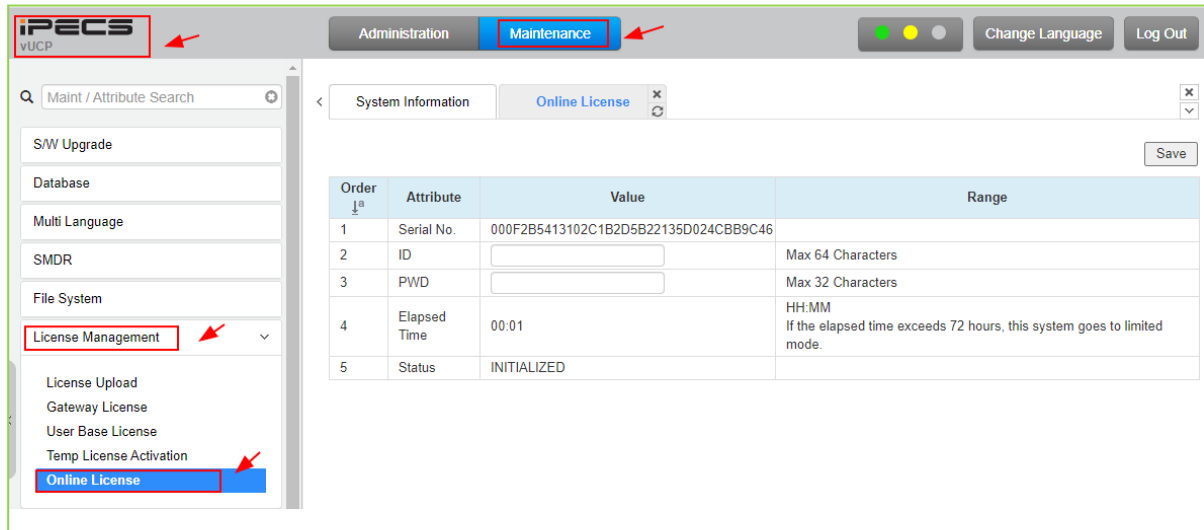 iPECS
vUCP
Administration
Maintenance
Change Language
Log Out
Maint / Attribute Search
S/W Upgrade
Database
Multi Language
SMDR
File System
License Management
License Upload
Gateway License
User Base License
Temp License Activation
Online License
System Information
Online License
Save
Order Attribute Value Range
1 Serial No. 000F2B5413102C1B2D5B22135D024CBB9C46
2 ID Max 64 Characters
3 PWD Max 32 Characters
4 Elapsed Time 00:01 HH:MM
If the elapsed time exceeds 72 hours, this system goes to limited
mode.
5 Status INITIALIZED